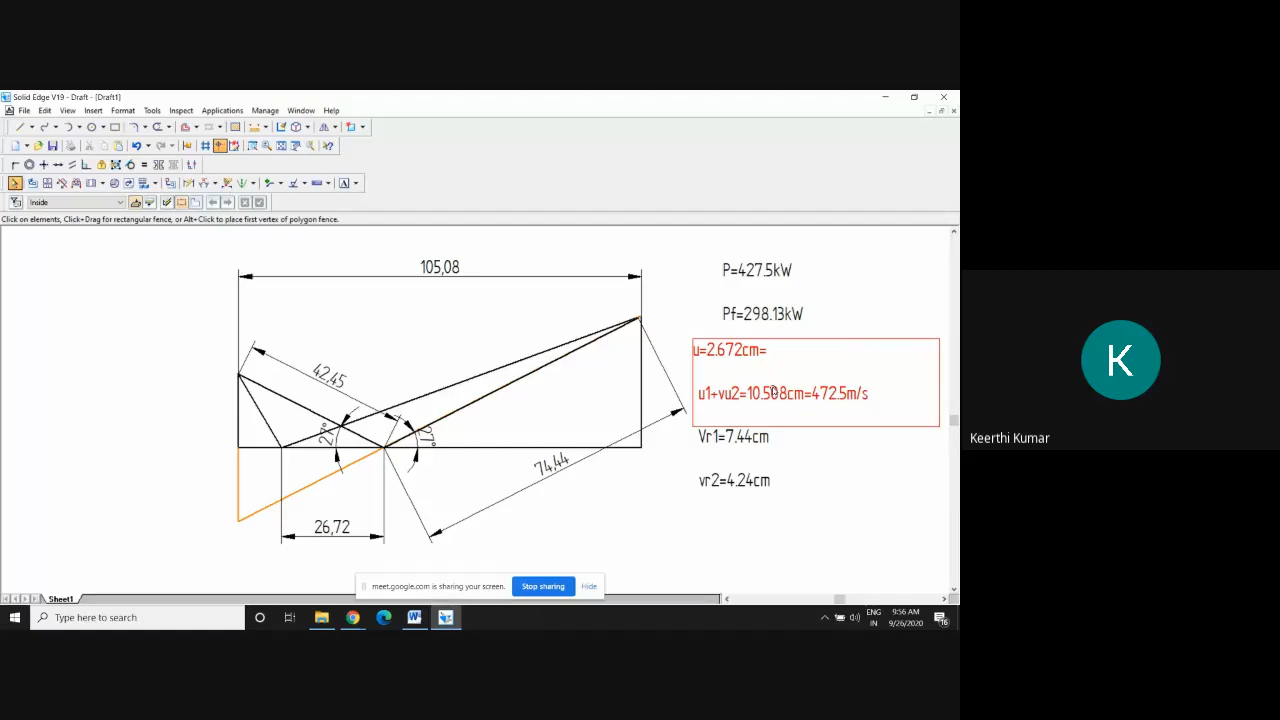 Solid Edge V19 - Draft - [Draft1]
File Edit View Insert Format Tools Inspect Applications Manage Window Help
Inside
Click on elements, Click+Drag for rectangular fence, or Alt+Click to place first vertex of polygon fence.
105,08
P=427.5kW
Pf=298.13kW
u=2.672cm=
42,45
u1+vu2=10.508cm=472.5m/s
27°
27°
Vr1=7.44cm
K
Keerthi Kumar
74,44
vr2=4.24cm
26,72
meet.google.com is sharing your screen. Stop sharing Hide
Sheet1
Type here to search
ENG
IN
9:56 AM
9/26/2020
16